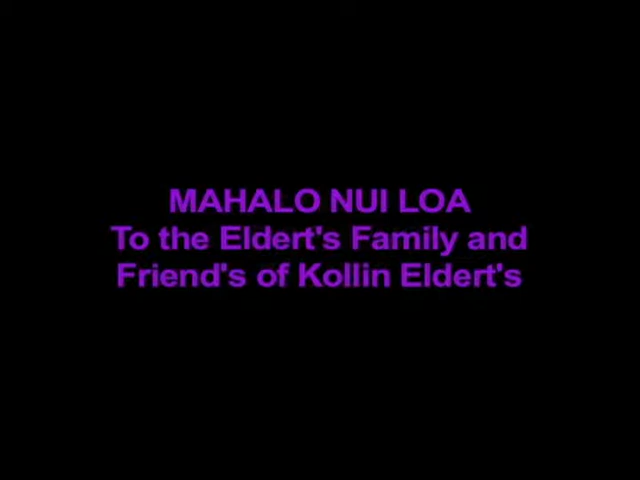 MAHALO NUI LOA
To the Eldert's Family and
Friend's of Kollin Eldert's